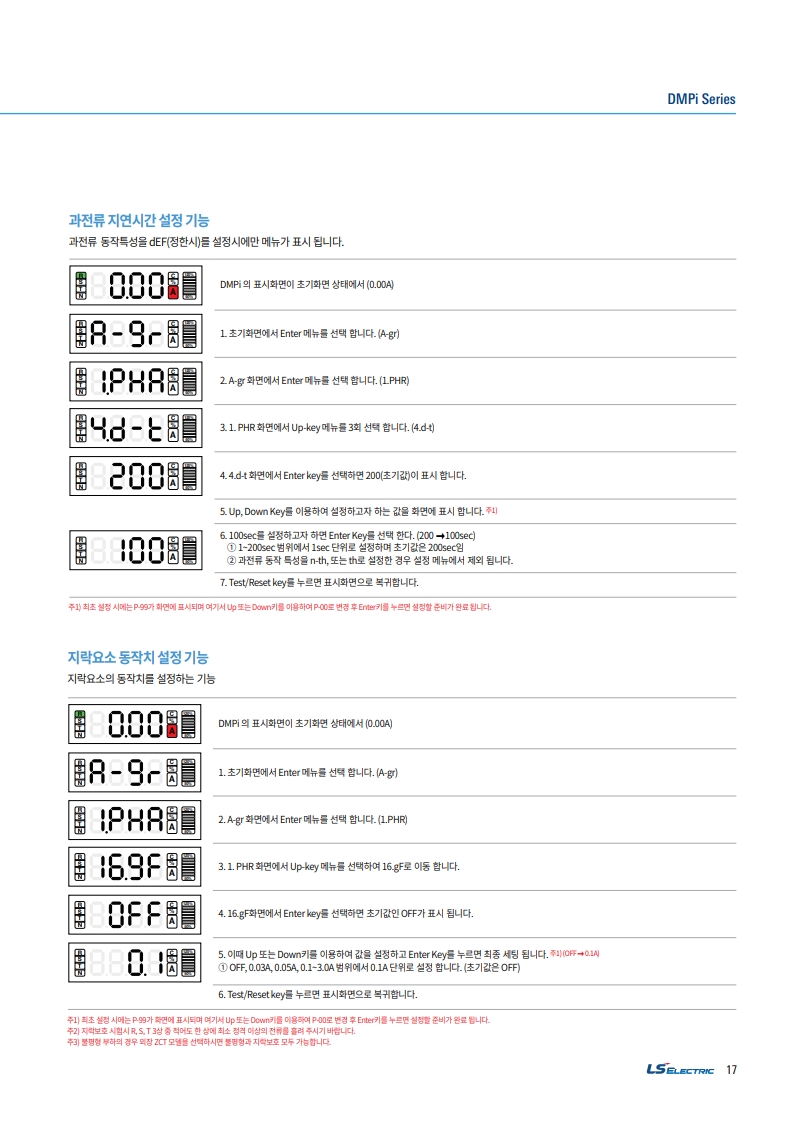 DMPi Series
과전류 지연시간 설정 기능
과전류 동작특성을 dEF(정한시)를 설정시에만 메뉴가 표시 됩니다.
R S T N 0.00 C % A
DMPi 의 표시화면이 초기화면 상태에서 (0.00A)
R S T N A-gr C % A
1. 초기화면에서 Enter 메뉴를 선택 합니다. (A-gr)
R S T N 1.PHA C % A
2. A-gr 화면에서 Enter 메뉴를 선택 합니다. (1.PHR)
R S T N 4.d-t C % A
3. 1. PHR 화면에서 Up-key 메뉴를 3회 선택 합니다. (4.d-t)
R S T N 200 C % A
4. 4.d-t 화면에서 Enter key를 선택하면 200(초기값)이 표시 합니다.
5. Up, Down Key를 이용하여 설정하고자 하는 값을 화면에 표시 합니다. 주1)
R S T N 100 C % A
6. 100sec를 설정하고자 하면 Enter Key를 선택 한다. (200 ➞100sec)
① 1~200sec 범위에서 1sec 단위로 설정하며 초기값은 200sec임
② 과전류 동작 특성을 n-th, 또는 th로 설정한 경우 설정 메뉴에서 제외 됩니다.
7. Test/Reset key를 누르면 표시화면으로 복귀합니다.
주1) 최초 설정 시에는 P-99가 화면에 표시되며 여기서 Up 또는 Down키를 이용하여 P-00로 변경 후 Enter키를 누르면 설정할 준비가 완료 됩니다.
지락요소 동작치 설정 기능
지락요소의 동작치를 설정하는 기능
R S T N 0.00 C % A
DMPi 의 표시화면이 초기화면 상태에서 (0.00A)
R S T N A-gr C % A
1. 초기화면에서 Enter 메뉴를 선택 합니다. (A-gr)
R S T N 1.PHA C % A
2. A-gr 화면에서 Enter 메뉴를 선택 합니다. (1.PHR)
R S T N 16.gF C % A
3. 1. PHR 화면에서 Up-key 메뉴를 선택하여 16.gF로 이동 합니다.
R S T N OFF C % A
4. 16.gF화면에서 Enter key를 선택하면 초기값인 OFF가 표시 됩니다.
R S T N 0.1 C % A
5. 이때 Up 또는 Down키를 이용하여 값을 설정하고 Enter Key를 누르면 최종 세팅 됩니다. 주1) (OFF ➞ 0.1A)
① OFF, 0.03A, 0.05A, 0.1~3.0A 범위에서 0.1A 단위로 설정 합니다. (초기값은 OFF)
6. Test/Reset key를 누르면 표시화면으로 복귀합니다.
주1) 최초 설정 시에는 P-99가 화면에 표시되며 여기서 Up 또는 Down키를 이용하여 P-00로 변경 후 Enter키를 누르면 설정할 준비가 완료 됩니다.
주2) 지락보호 시험시 R, S, T 3상 중 적어도 한 상에 최소 정격 이상의 전류를 흘려 주시기 바랍니다.
주3) 불평형 부하의 경우 외장 ZCT 모델을 선택하시면 불평형과 지락보호 모두 가능합니다.
LS ELECTRIC 17